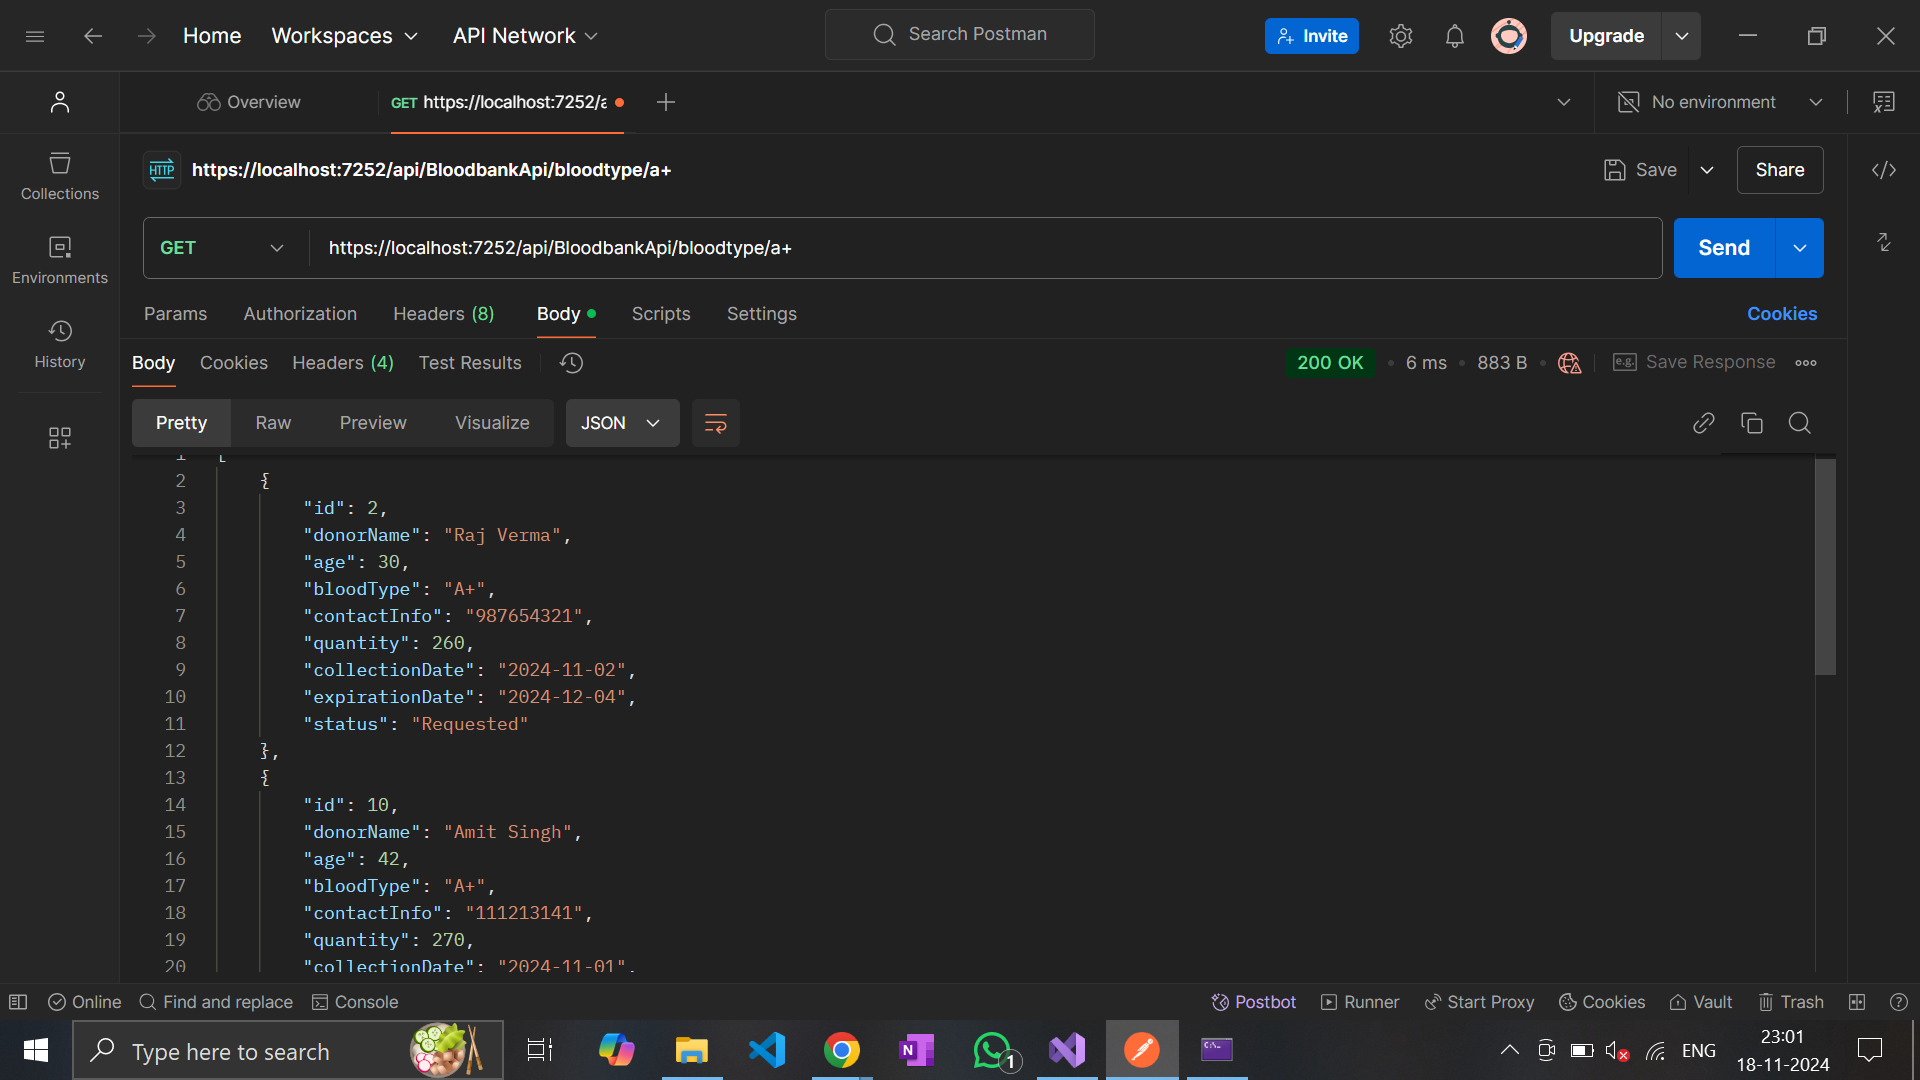 Home Workspaces API Network Search Postman Invite Upgrade
Overview GET https://localhost:7252/a No environment
HTTP https://localhost:7252/api/BloodbankApi/bloodtype/a+ Save Share
GET https://localhost:7252/api/BloodbankApi/bloodtype/a+ Send
Collections
Environments
History
Params Authorization Headers (8) Body Scripts Settings Cookies
Body Cookies Headers (4) Test Results 200 OK 6 ms 883 B e.g. Save Response
Pretty Raw Preview Visualize JSON
1 [
2 {
3 "id": 2,
4 "donorName": "Raj Verma",
5 "age": 30,
6 "bloodType": "A+",
7 "contactInfo": "987654321",
8 "quantity": 260,
9 "collectionDate": "2024-11-02",
10 "expirationDate": "2024-12-04",
11 "status": "Requested"
12 },
13 {
14 "id": 10,
15 "donorName": "Amit Singh",
16 "age": 42,
17 "bloodType": "A+",
18 "contactInfo": "111213141",
19 "quantity": 270,
20 "collectionDate": "2024-11-01",
Online Find and replace Console Postbot Runner Start Proxy Cookies Vault Trash
Type here to search N 1 C:\_ ENG 23:01
18-11-2024